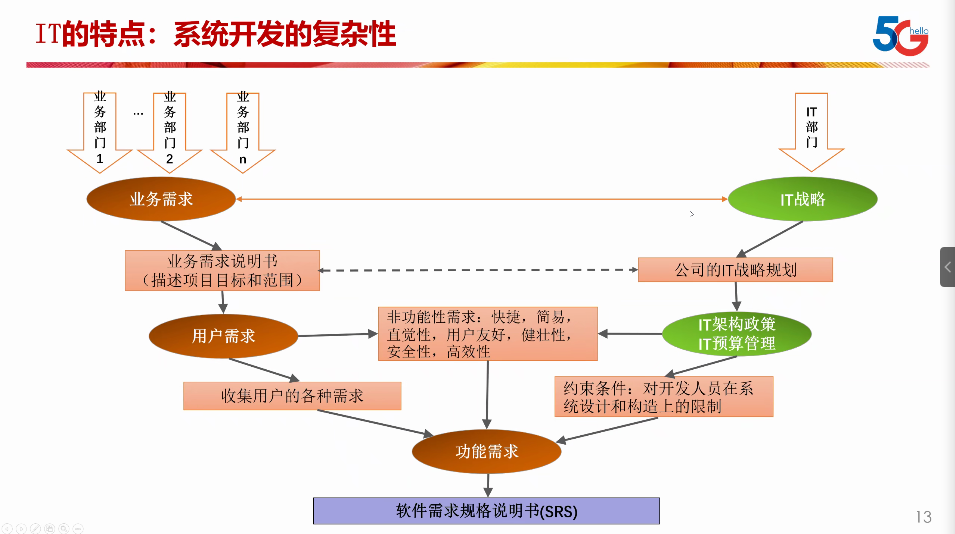 IT的特点：系统开发的复杂性
5G hello
业务部门1
...
业务部门2
业务部门n
IT部门
业务需求
IT战略
业务需求说明书
（描述项目目标和范围）
公司的IT战略规划
用户需求
非功能性需求：快捷，简易，
直觉性，用户友好，健壮性，
安全性，高效性
IT架构政策
IT预算管理
收集用户的各种需求
约束条件：对开发人员在系
统设计和构造上的限制
功能需求
软件需求规格说明书(SRS)
13